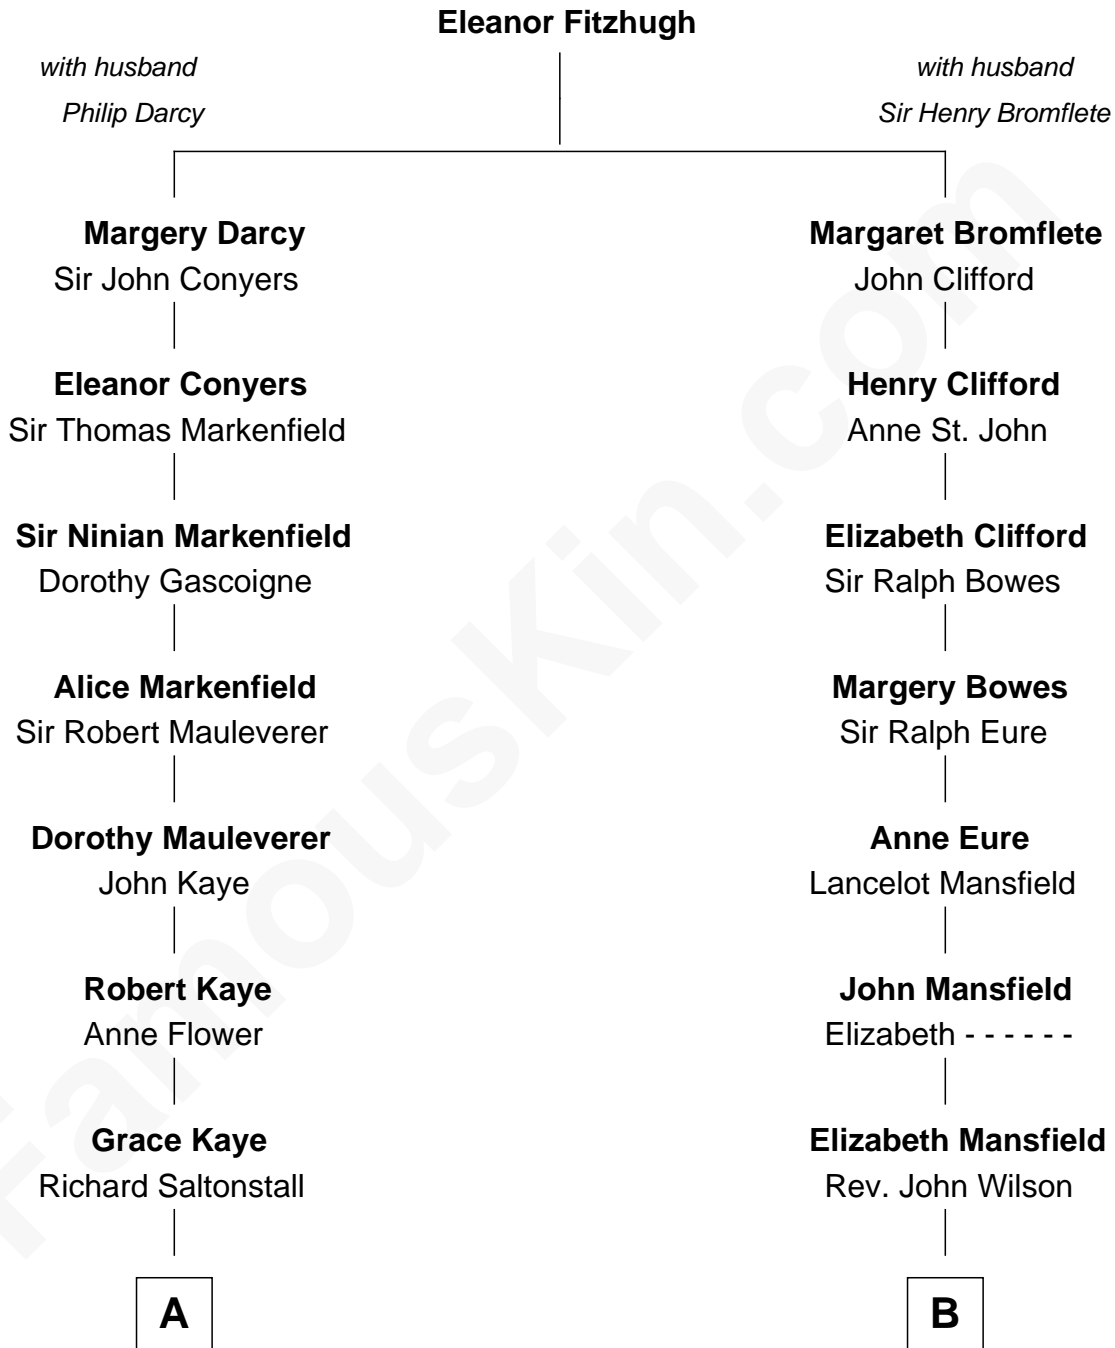 Eleanor Fitzhugh
with husband
Philip Darcy
with husband
Sir Henry Bromflete
Margery Darcy
Sir John Conyers
Margaret Bromflete
John Clifford
Eleanor Conyers
Sir Thomas Markenfield
Henry Clifford
Anne St. John
Sir Ninian Markenfield
Dorothy Gascoigne
Elizabeth Clifford
Sir Ralph Bowes
Alice Markenfield
Sir Robert Mauleverer
Margery Bowes
Sir Ralph Eure
Dorothy Mauleverer
John Kaye
Anne Eure
Lancelot Mansfield
Robert Kaye
Anne Flower
John Mansfield
Elizabeth - - - - - -
Grace Kaye
Richard Saltonstall
Elizabeth Mansfield
Rev. John Wilson
A
B
FamousKin.com